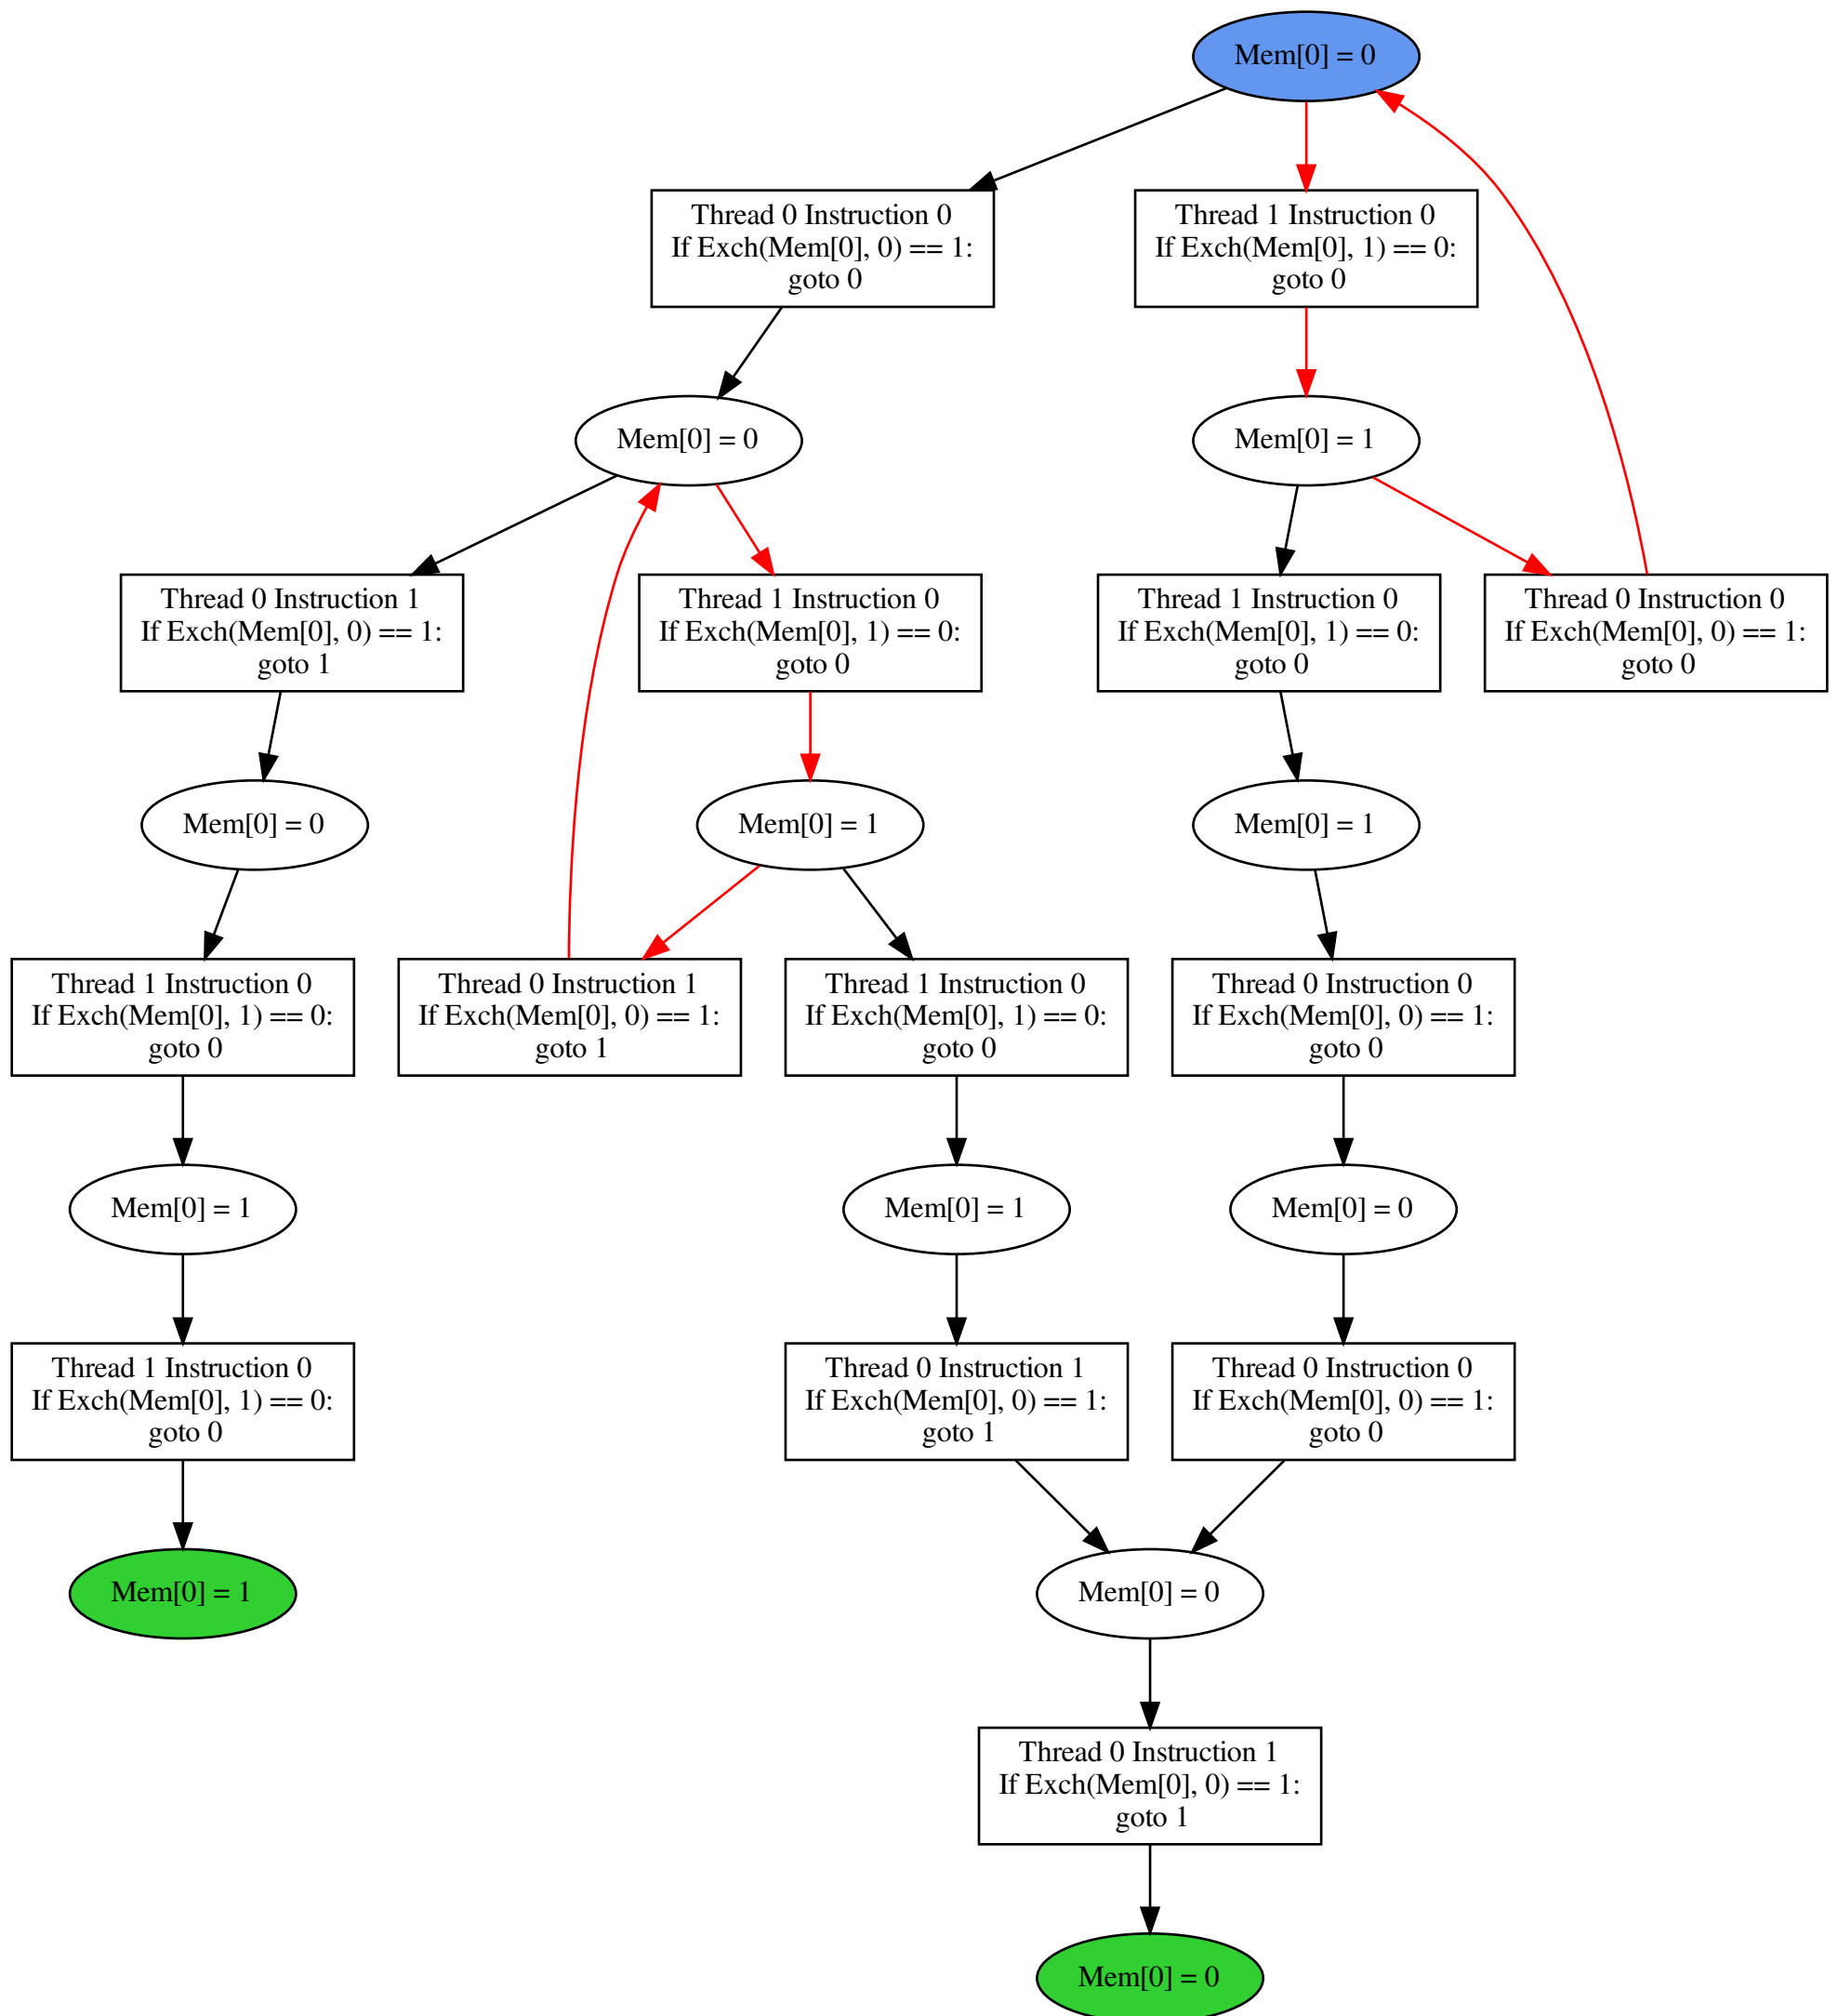 Mem[0] = 0
Thread 0 Instruction 0
If Exch(Mem[0], 0) == 1:
goto 0
Thread 1 Instruction 0
If Exch(Mem[0], 1) == 0:
goto 0
Mem[0] = 0
Mem[0] = 1
Thread 0 Instruction 1
If Exch(Mem[0], 0) == 1:
goto 1
Thread 1 Instruction 0
If Exch(Mem[0], 1) == 0:
goto 0
Thread 1 Instruction 0
If Exch(Mem[0], 1) == 0:
goto 0
Thread 0 Instruction 0
If Exch(Mem[0], 0) == 1:
goto 0
Mem[0] = 0
Mem[0] = 1
Mem[0] = 1
Thread 1 Instruction 0
If Exch(Mem[0], 1) == 0:
goto 0
Thread 0 Instruction 1
If Exch(Mem[0], 0) == 1:
goto 1
Thread 1 Instruction 0
If Exch(Mem[0], 1) == 0:
goto 0
Thread 0 Instruction 0
If Exch(Mem[0], 0) == 1:
goto 0
Mem[0] = 1
Mem[0] = 1
Mem[0] = 0
Thread 1 Instruction 0
If Exch(Mem[0], 1) == 0:
goto 0
Thread 0 Instruction 1
If Exch(Mem[0], 0) == 1:
goto 1
Thread 0 Instruction 0
If Exch(Mem[0], 0) == 1:
goto 0
Mem[0] = 1
Mem[0] = 0
Thread 0 Instruction 1
If Exch(Mem[0], 0) == 1:
goto 1
Mem[0] = 0